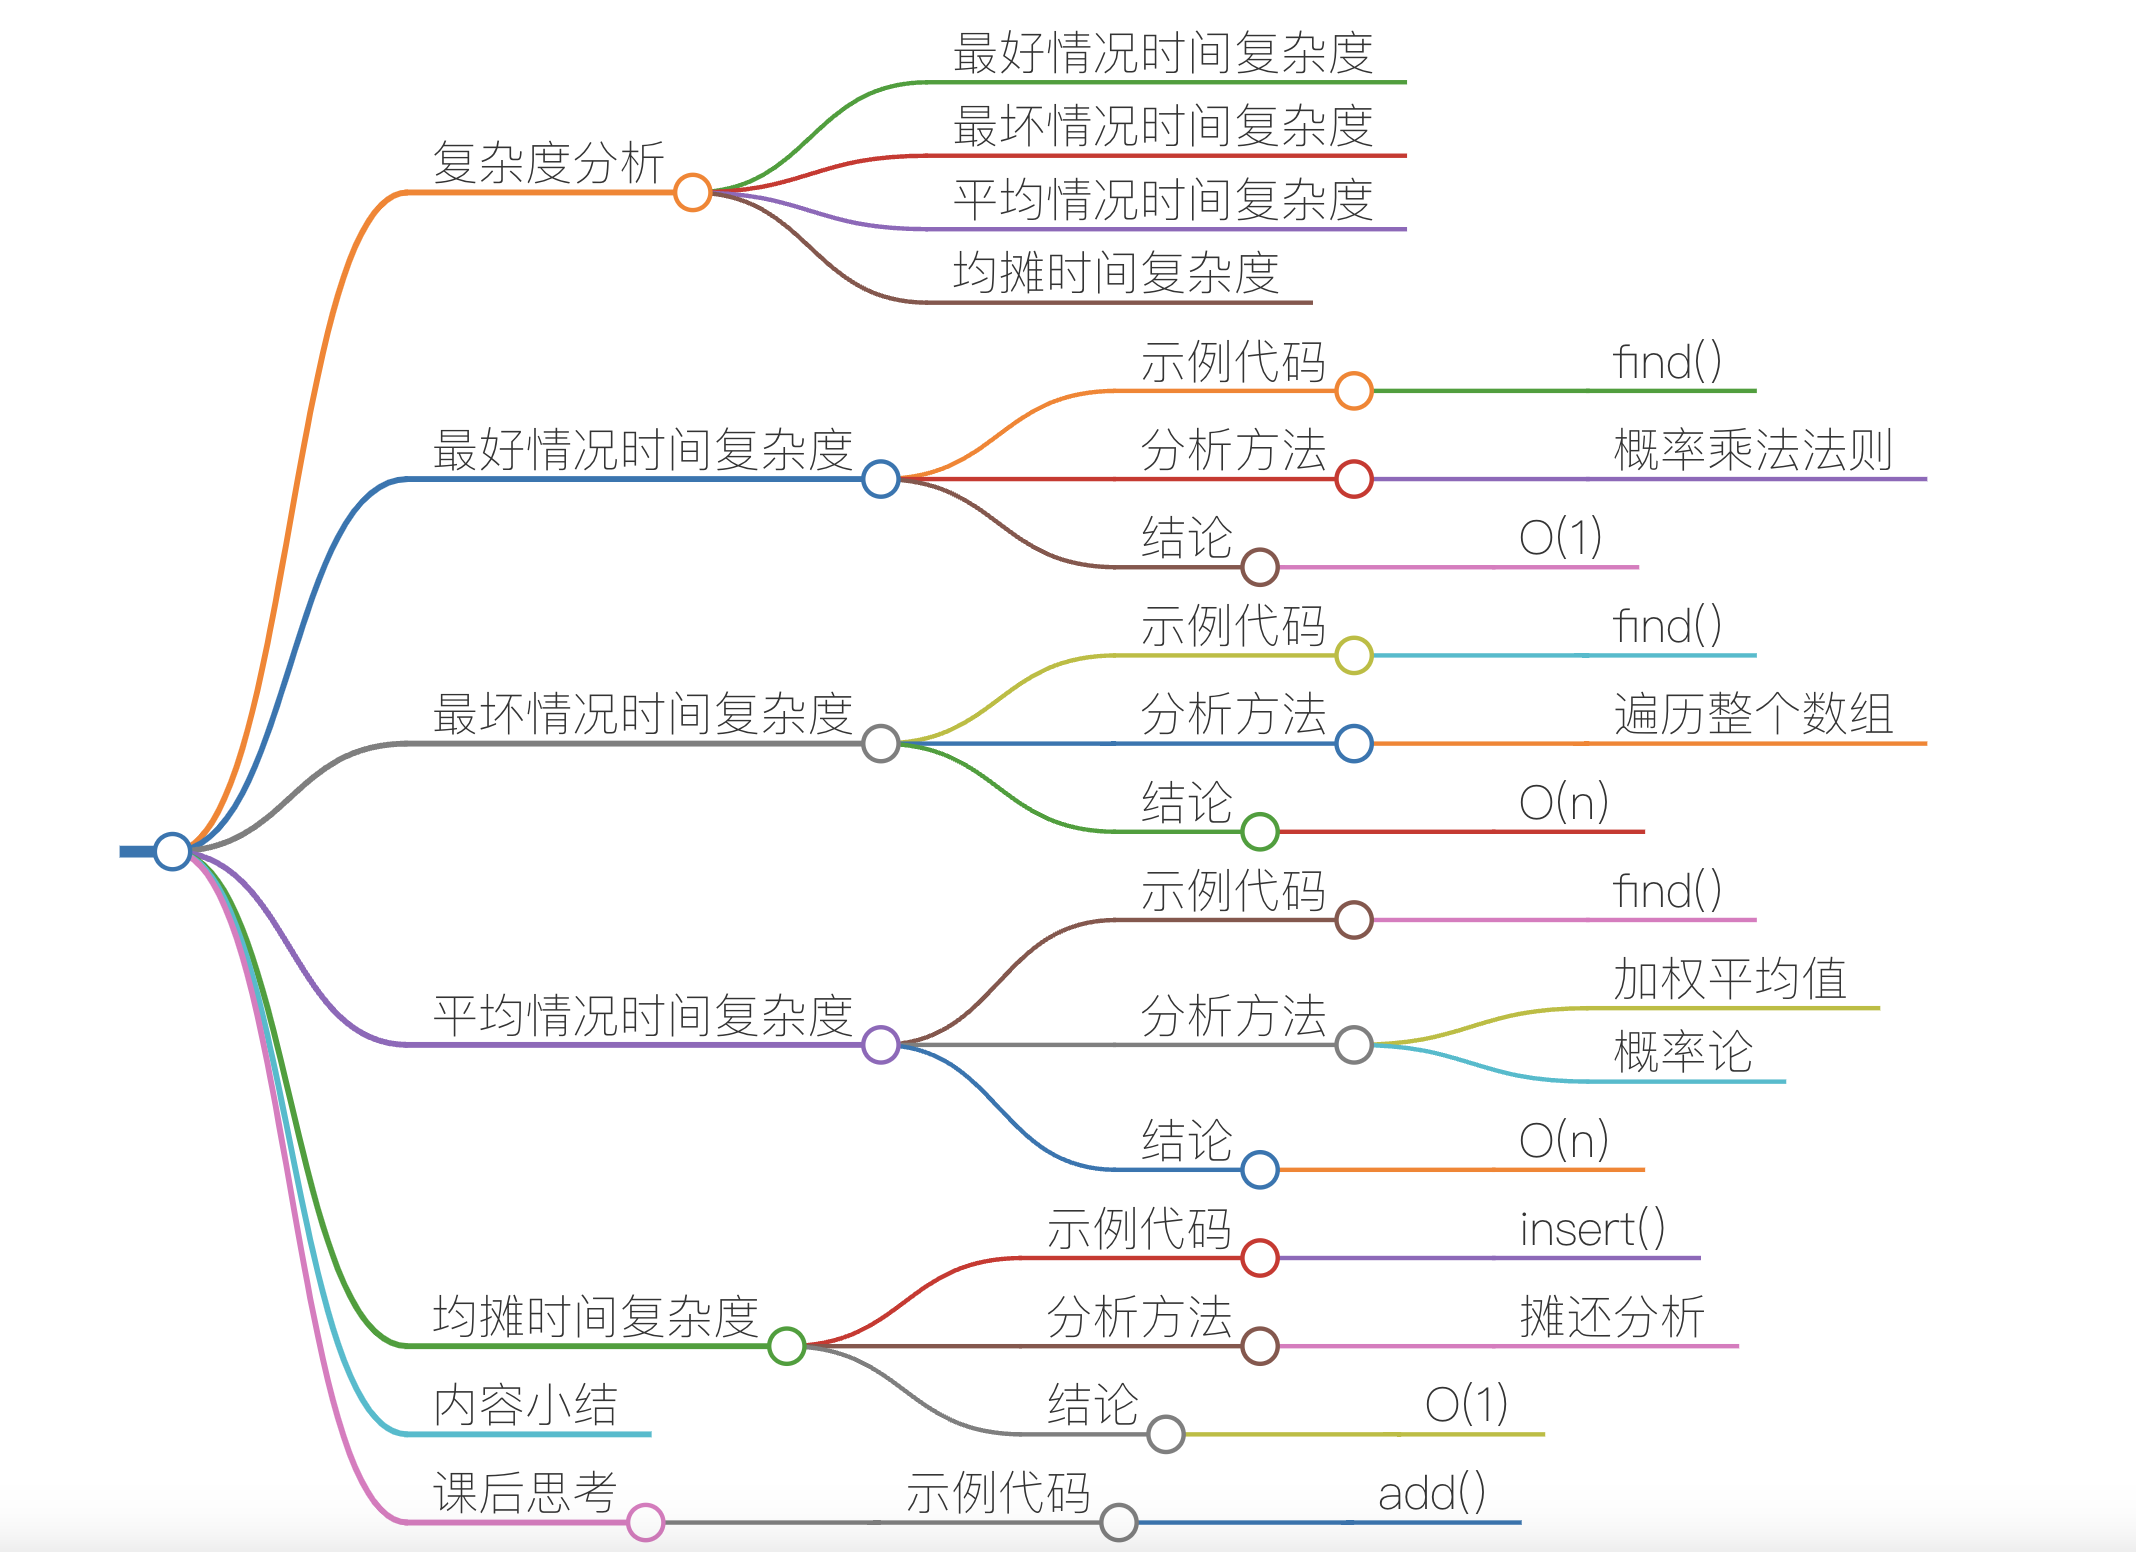 复杂度分析
最好情况时间复杂度
最坏情况时间复杂度
平均情况时间复杂度
均摊时间复杂度
最好情况时间复杂度
示例代码
find()
分析方法
概率乘法法则
结论
O(1)
最坏情况时间复杂度
示例代码
find()
分析方法
遍历整个数组
结论
O(n)
平均情况时间复杂度
示例代码
find()
分析方法
加权平均值
概率论
结论
O(n)
均摊时间复杂度
示例代码
insert()
分析方法
摊还分析
结论
O(1)
内容小结
课后思考
示例代码
add()